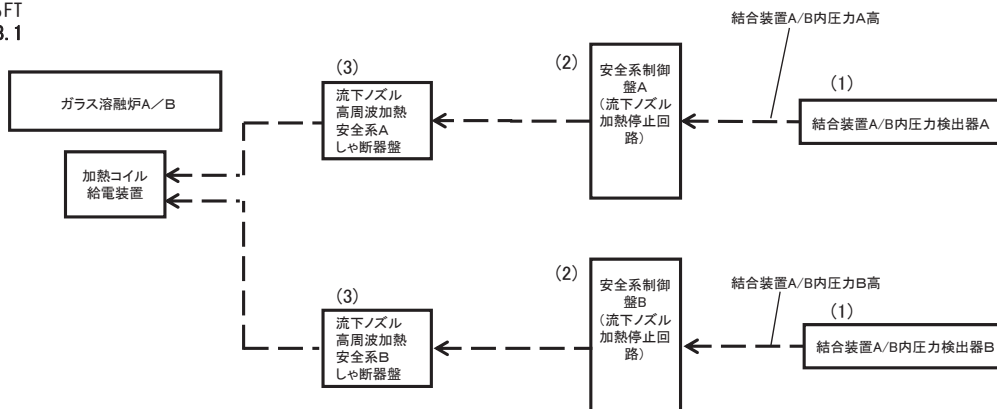 FT
3.1
結合装置A/B内圧力A高
(3)
(2)
(1)
ガラス溶融炉A/B
流下ノズル
高周波加熱
安全系A
しゃ断器盤
安全系制御
盤A
(流下ノズル
加熱停止回
路)
結合装置A/B内圧力検出器A
加熱コイル
給電装置
(3)
(2)
結合装置A/B内圧力B高
(1)
流下ノズル
高周波加熱
安全系B
しゃ断器盤
安全系制御
盤B
(流下ノズル
加熱停止回
路)
結合装置A/B内圧力検出器B